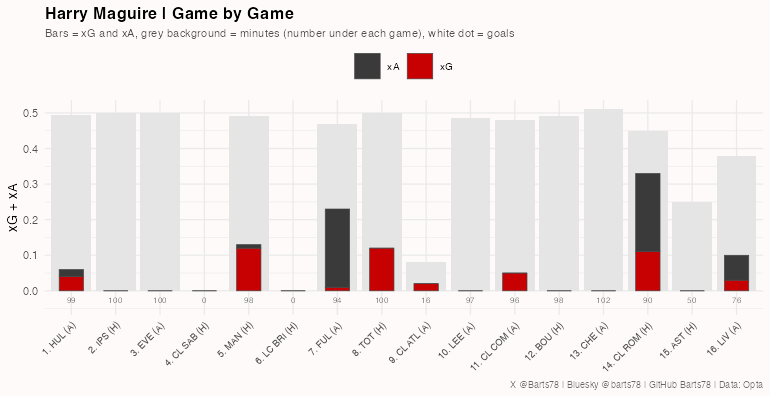 Harry Maguire | Game by Game
Bars = xG and xA, grey background = minutes (number under each game), white dot = goals
xA xG
xG + xA
0.5
0.4
0.3
0.2
0.1
0.0
99 100 100 0 98 0 94 100 16 97 96 98 102 90 50 76
1. HUL (A)
2. IPS (H)
3. EVE (A)
4. CL SAB (H)
5. MAN (H)
6. LC BRI (H)
7. FUL (A)
8. TOT (H)
9. CL ATL (A)
10. LEE (A)
11. CL COM (A)
12. BOU (H)
13. CHE (A)
14. CL ROM (H)
15. AST (H)
16. LIV (A)
X @Barts78 | Bluesky @barts78 | GitHub Barts78 | Data: Opta